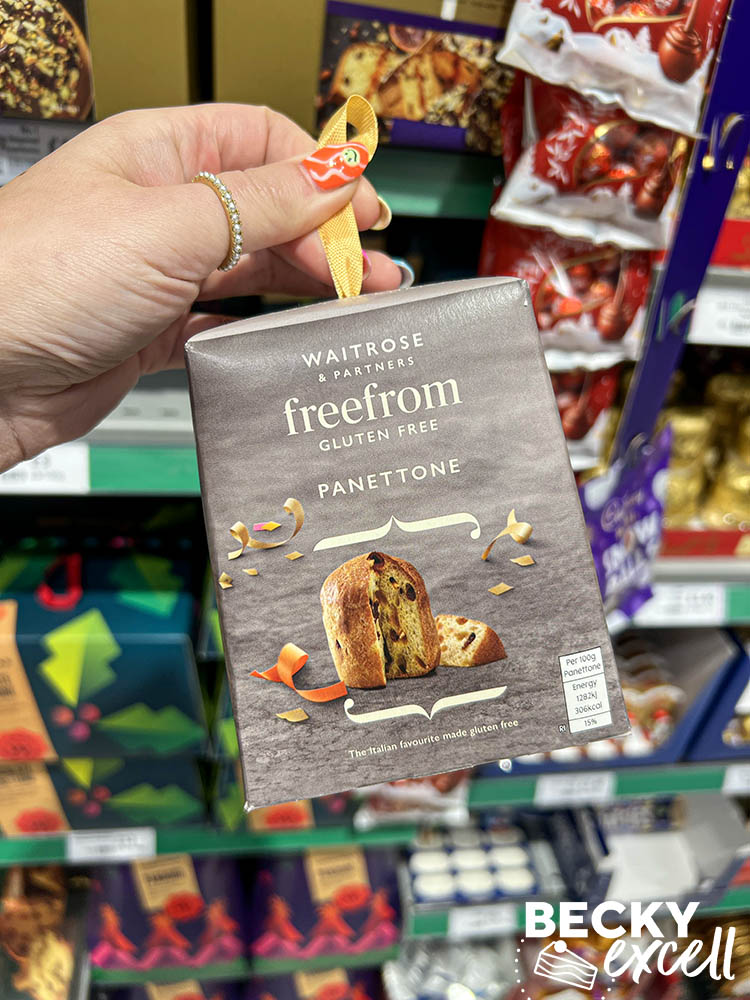 WAITROSE
& PARTNERS
freefrom
GLUTEN FREE
PANETTONE
Per 100g
Panettone
Energy
1282kJ
306kcal
15%
R1
The Italian favourite made gluten free
BECKY
excell